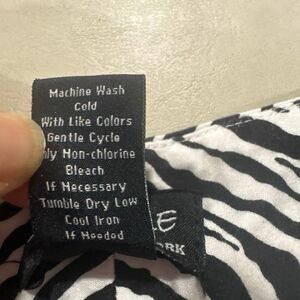 Machine Wash
Cold
With Like Colors
Gentle Cycle
Bleach
If Necessary
Tumble Dry Low
Cool Iron
If Needed
Non-chlorine